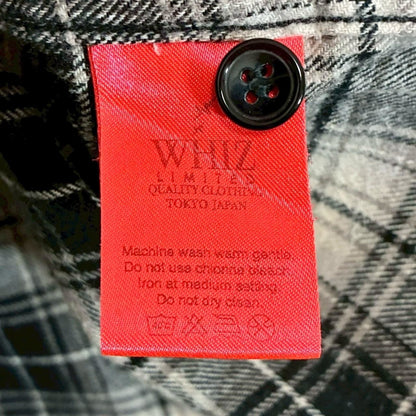 WHIZ
LIMITED
QUALITY CLOTHING
TOKYO JAPAN
Machine wash warm gentle.
Do not use chlorine bleach.
Iron at medium setting.
Do not dry clean.